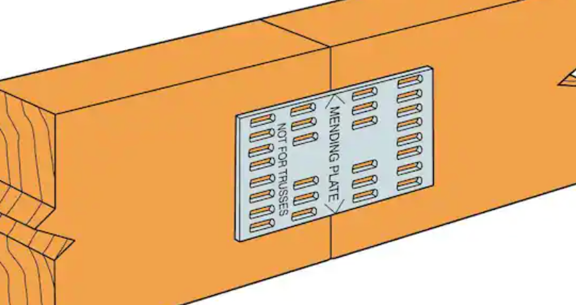 NOT FOR TRUSSES
MENDING PLATE